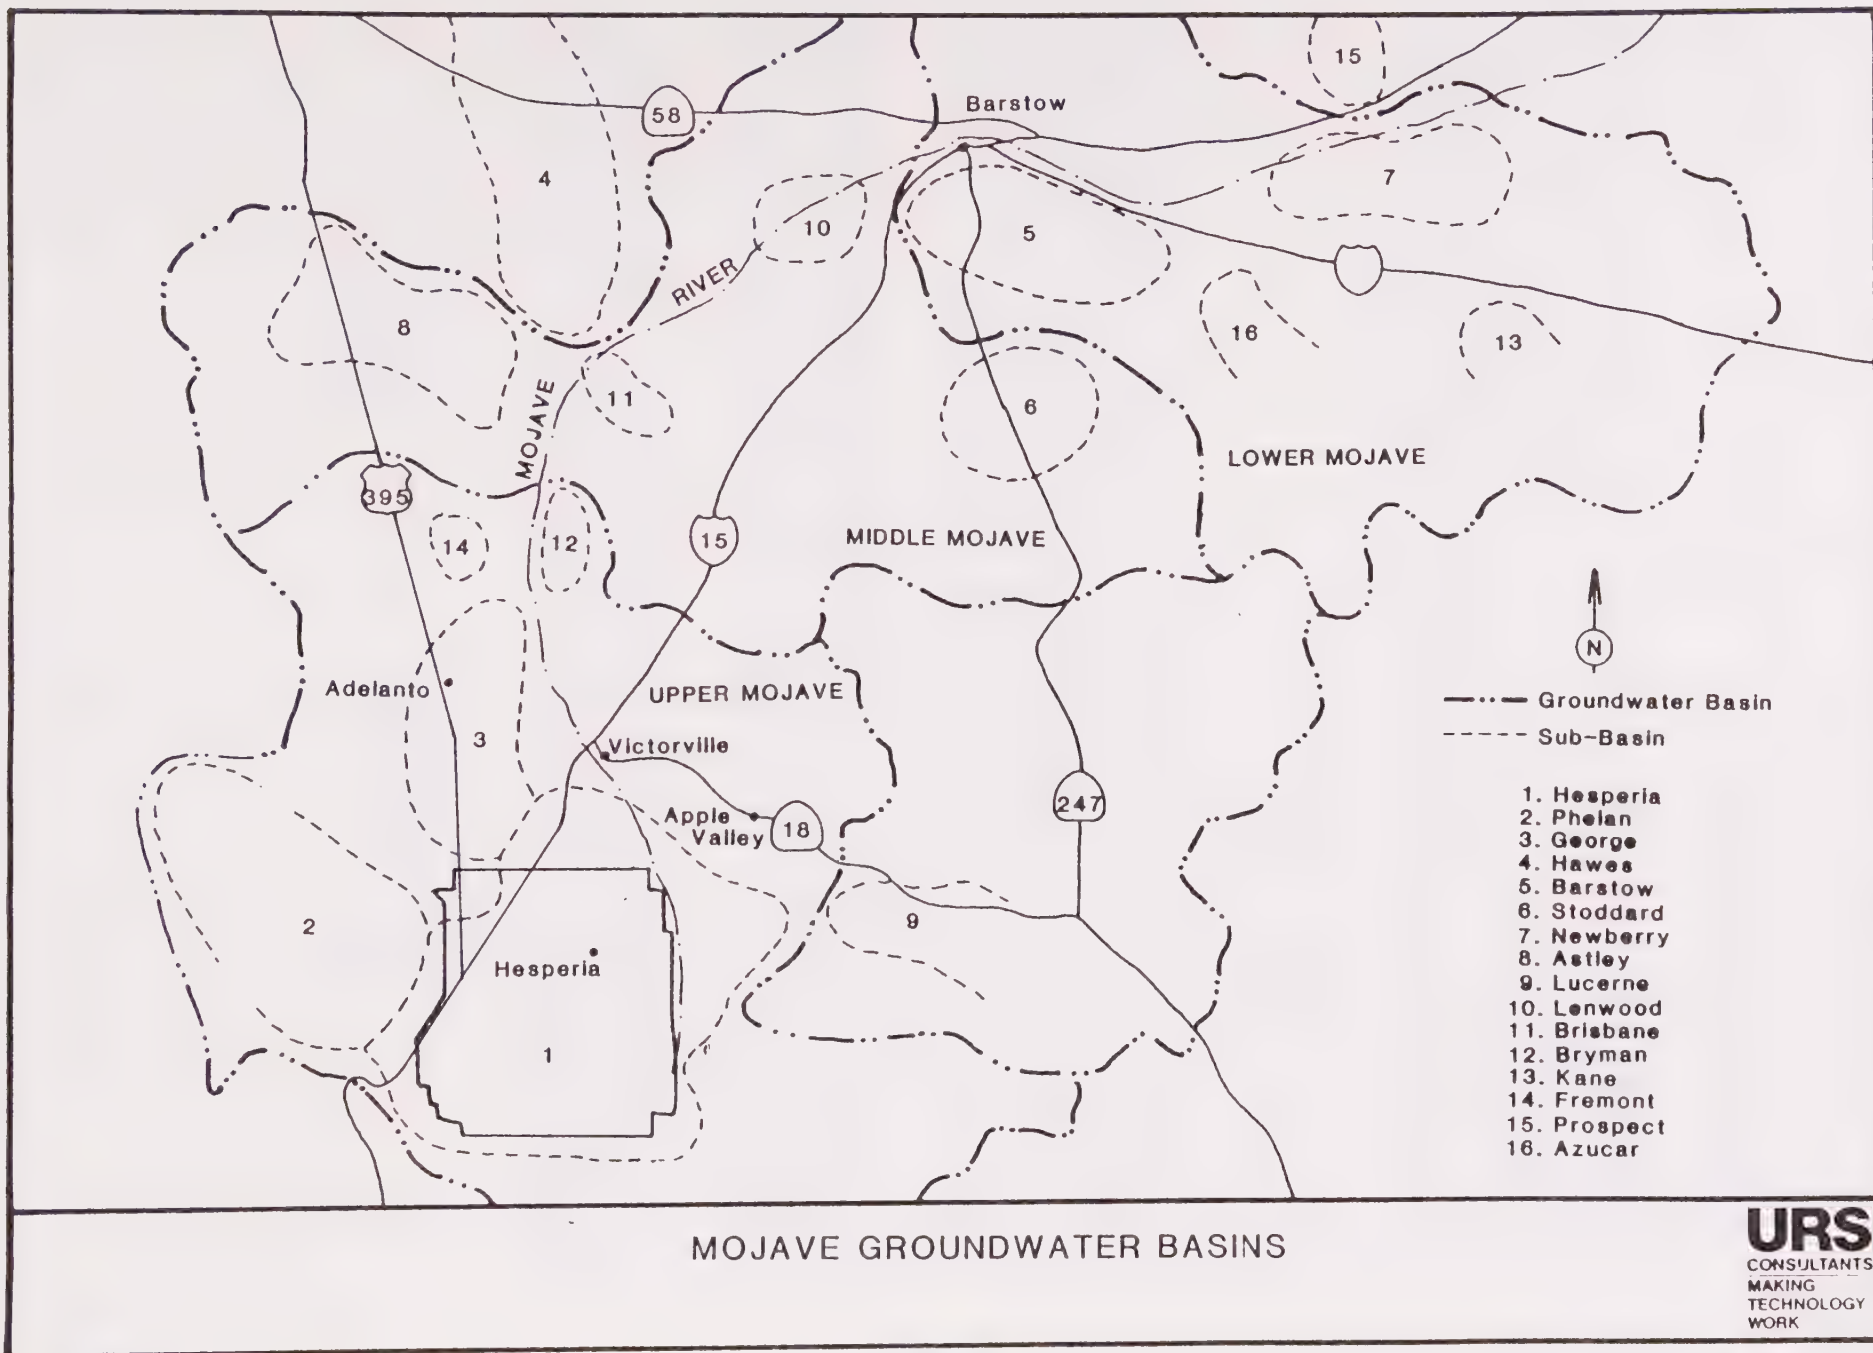 15
58
Barstow
4
7
10
5
RIVER
8
16
13
11
MOJAVE
6
LOWER MOJAVE
395
14
12
15
MIDDLE MOJAVE
N
Adelanto
UPPER MOJAVE
Groundwater Basin
3
Victorville
Sub-Basin
247
Apple
Valley
18
2
9
Hesperia
1
1. Hesperia
2. Phelan
3. George
4. Hawes
5. Barstow
6. Stoddard
7. Newberry
8. Astley
9. Lucerne
10. Lenwood
11. Brisbane
12. Bryman
13. Kane
14. Fremont
15. Prospect
16. Azucar
MOJAVE GROUNDWATER BASINS
URS
CONSULTANTS
MAKING
TECHNOLOGY
WORK